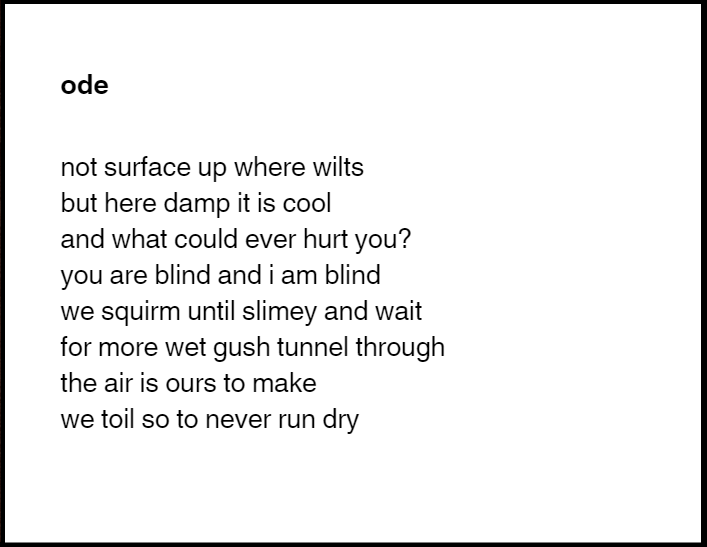 ode
not surface up where wilts
but here damp it is cool
and what could ever hurt you?
you are blind and i am blind
we squirm until slimey and wait
for more wet gush tunnel through
the air is ours to make
we toil so to never run dry